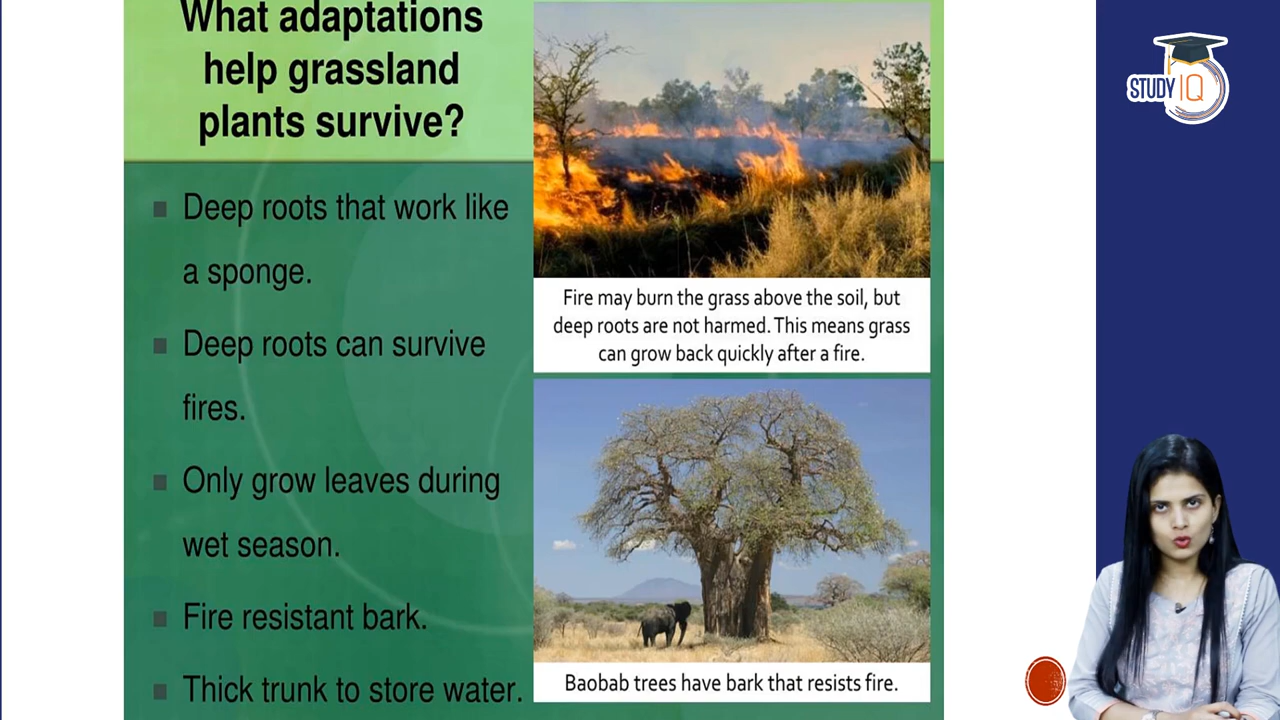 What adaptations
help grassland
plants survive?
Deep roots that work like
a sponge.
Deep roots can survive
fires.
Only grow leaves during
wet season.
Fire resistant bark.
Thick trunk to store water.
Fire may burn the grass above the soil, but
deep roots are not harmed. This means grass
can grow back quickly after a fire.
Baobab trees have bark that resists fire.
STUDY IQ